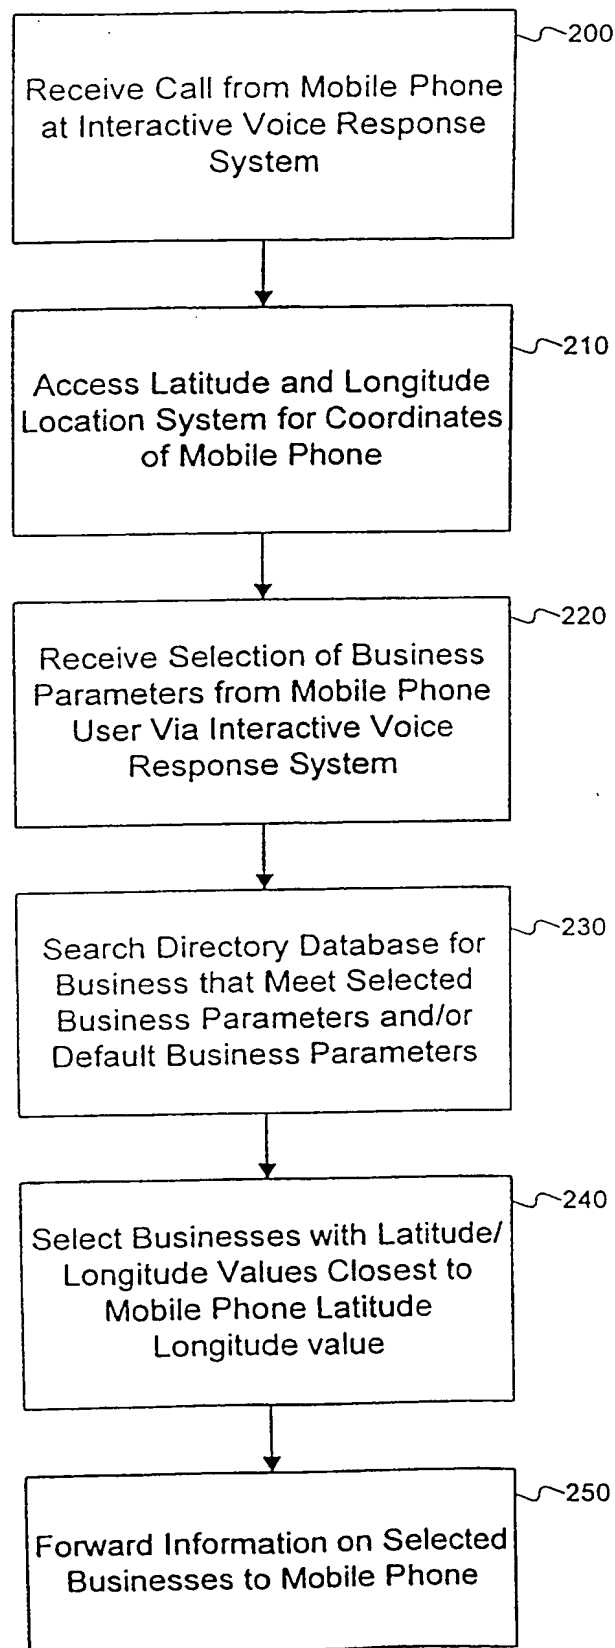 200
Receive Call from Mobile Phone
at Interactive Voice Response
System
210
Access Latitude and Longitude
Location System for Coordinates
of Mobile Phone
220
Receive Selection of Business
Parameters from Mobile Phone
User Via Interactive Voice
Response System
230
Search Directory Database for
Business that Meet Selected
Business Parameters and/or
Default Business Parameters
240
Select Businesses with Latitude/
Longitude Values Closest to
Mobile Phone Latitude
Longitude value
250
Forward Information on Selected
Businesses to Mobile Phone